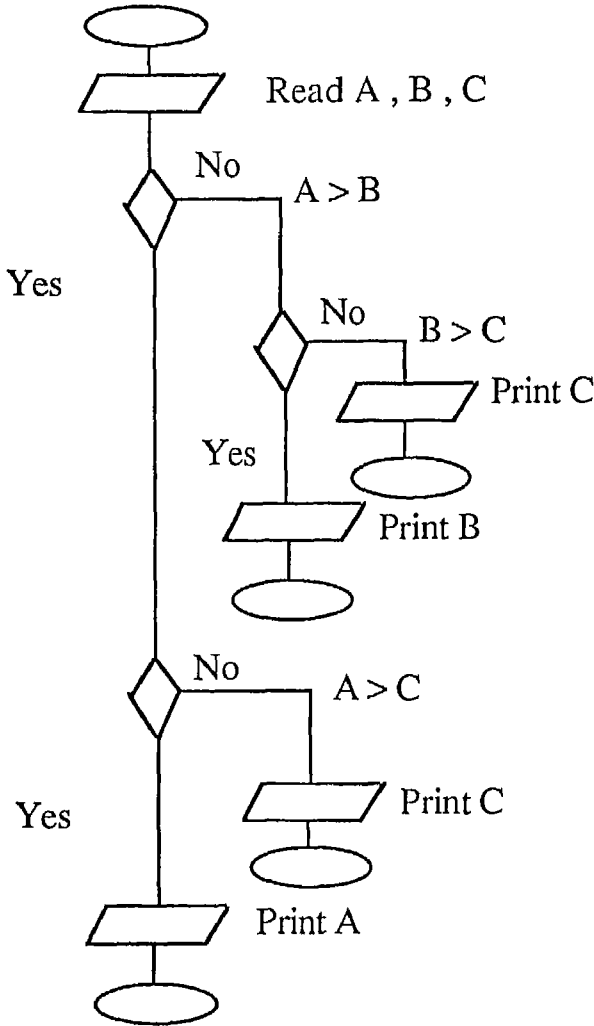 Read A , B , C
No
A > B
Yes
No
B > C
Print C
Yes
Print B
No
A > C
Yes
Print C
Print A